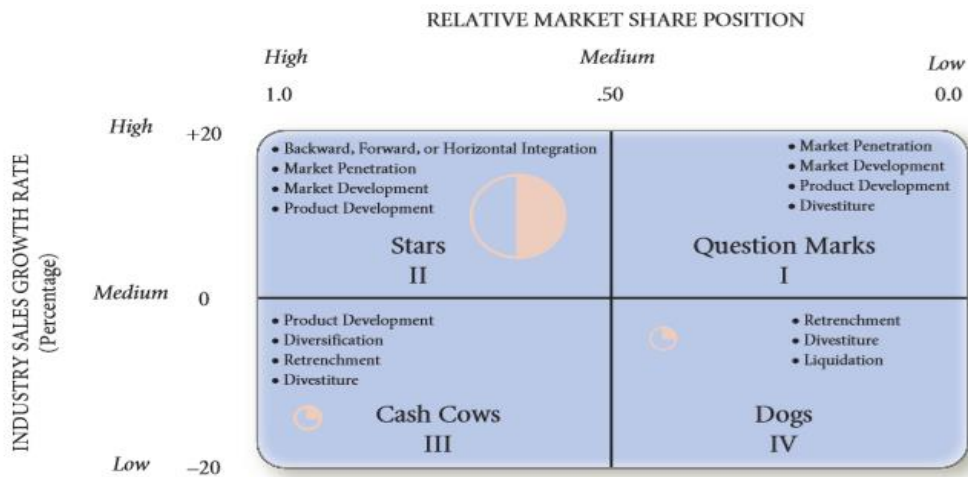 RELATIVE MARKET SHARE POSITION
High Medium Low
1.0 .50 0.0
INDUSTRY SALES GROWTH RATE
(Percentage)
High +20
• Backward, Forward, or Horizontal Integration
• Market Penetration
• Market Development
• Product Development
Stars
II
• Market Penetration
• Market Development
• Product Development
• Divestiture
Question Marks
I
Medium 0
• Product Development
• Diversification
• Retrenchment
• Divestiture
Cash Cows
III
• Retrenchment
• Divestiture
• Liquidation
Dogs
IV
Low –20